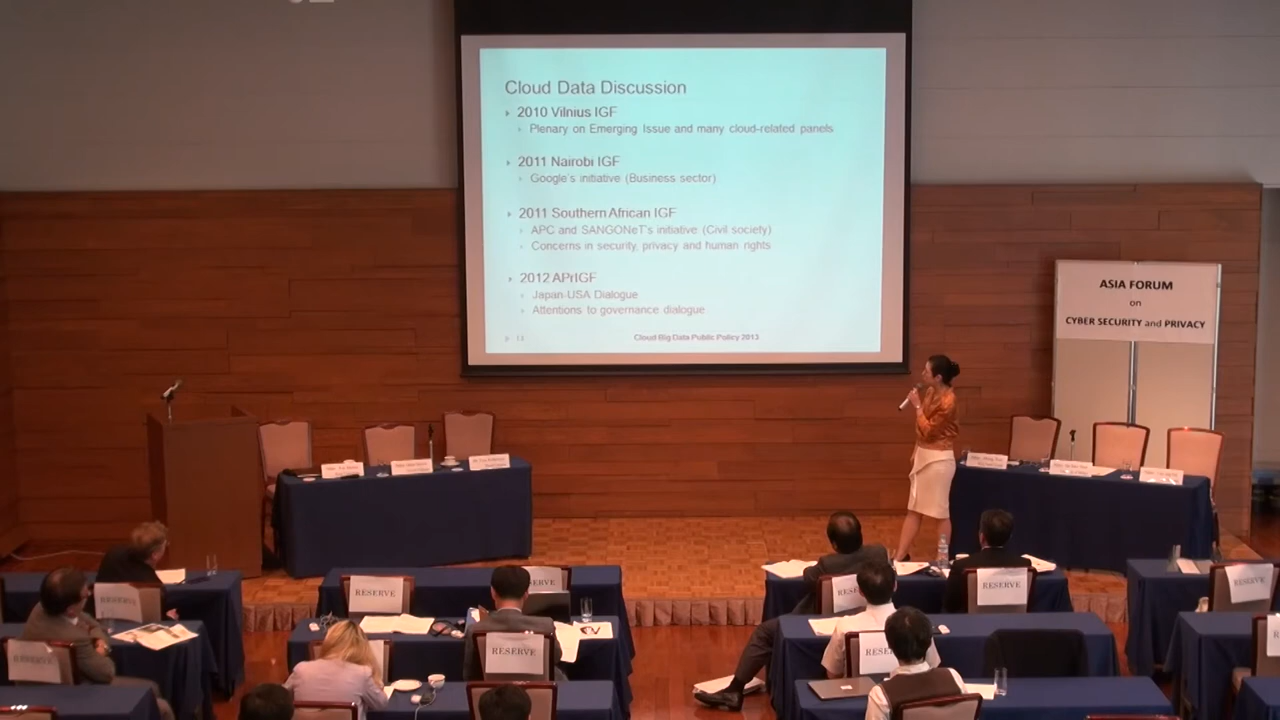 Cloud Data Discussion
2010 Vilnius IGF
Plenary on Emerging Issue and many cloud-related panels
2011 Nairobi IGF
Google's initiative (Business sector)
2011 Southern African IGF
APC and SANGONeT's initiative (Civil society)
Concerns in security, privacy and human rights
2012 APrIGF
Japan-USA Dialogue
Attentions to governance dialogue
Cloud Big Data Public Policy 2013
ASIA FORUM
on
CYBER SECURITY and PRIVACY
RESERVE
RESERVE
RESERVE
RESERVE
RESERVE
RESERVE
RESERVE
RESERVE
RESERVE